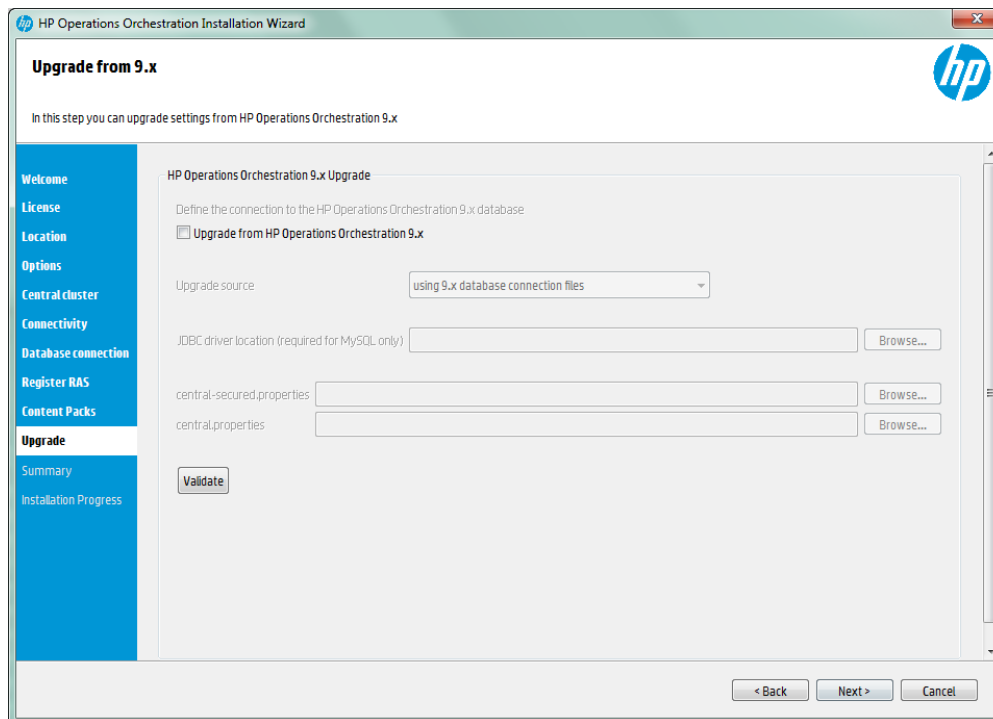 HP Operations Orchestration Installation Wizard
Upgrade from 9.x
In this step you can upgrade settings from HP Operations Orchestration 9.x
hp
Welcome
License
Location
Options
Central cluster
Connectivity
Database connection
Register RAS
Content Packs
Upgrade
Summary
Installation Progress
HP Operations Orchestration 9.x Upgrade
Define the connection to the HP Operations Orchestration 9.x database
Upgrade from HP Operations Orchestration 9.x
Upgrade source using 9.x database connection files
JDBC driver location (required for MySQL only) Browse...
central-secured.properties Browse...
central.properties Browse...
Validate
< Back Next > Cancel